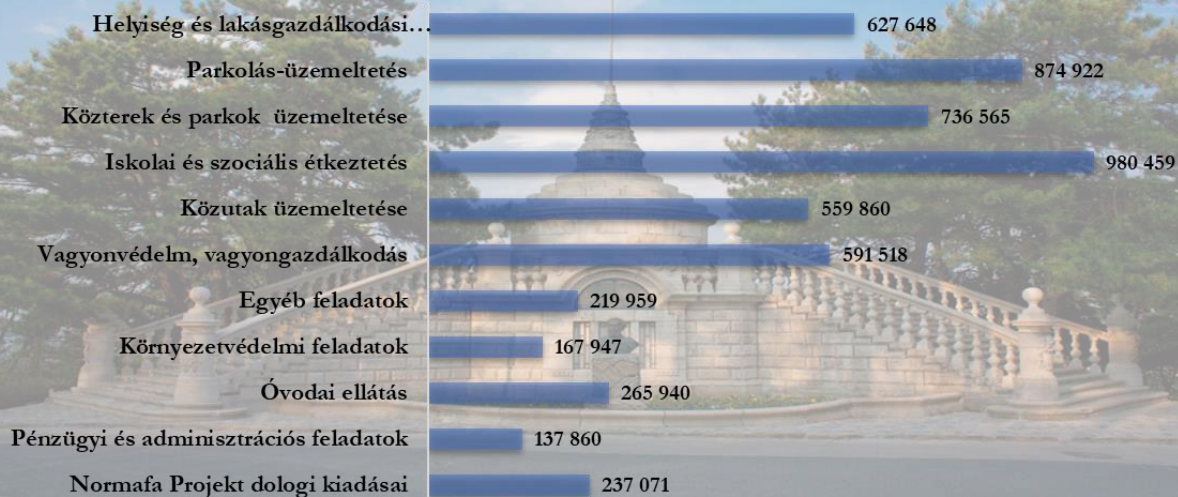 Helyiség és lakásgazdálkodási… 627 648
Parkolás-üzemeltetés 874 922
Közterek és parkok üzemeltetése 736 565
Iskolai és szociális étkeztetés 980 459
Közutak üzemeltetése 559 860
Vagyonvédelm, vagyongazdálkodás 591 518
Egyéb feladatok 219 959
Környezetvédelmi feladatok 167 947
Óvodai ellátás 265 940
Pénzügyi és adminisztrációs feladatok 137 860
Normafa Projekt dologi kiadásai 237 071